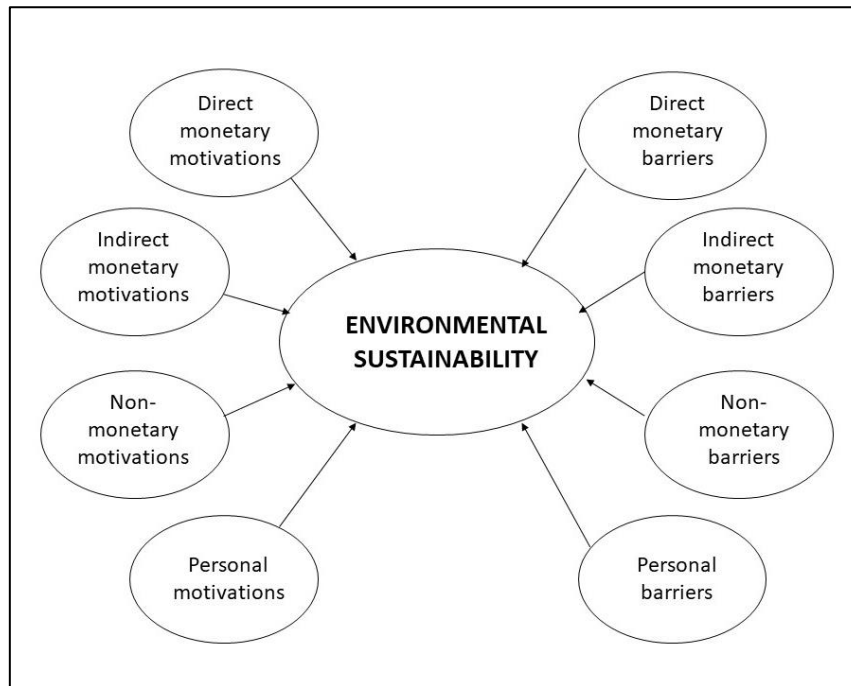 Direct
monetary
motivations
Direct
monetary
barriers
Indirect
monetary
motivations
Indirect
monetary
barriers
ENVIRONMENTAL
SUSTAINABILITY
Non-
monetary
motivations
Non-
monetary
barriers
Personal
motivations
Personal
barriers